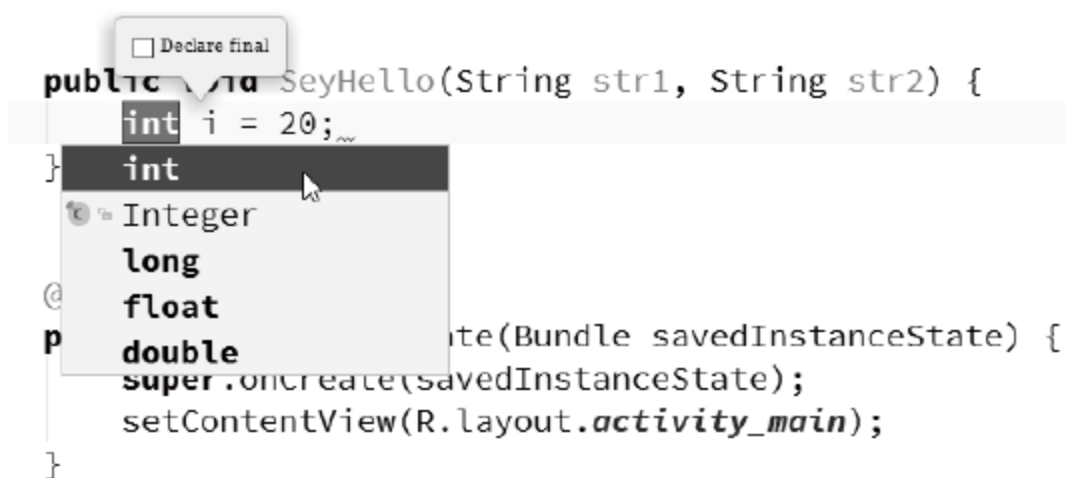 Declare final
public void SeyHello(String str1, String str2) {
int i = 20;
}
int
Integer
long
float
double
@
p ate(Bundle savedInstanceState) {
super.onCreate(savedInstanceState);
setContentView(R.layout.activity_main);
}